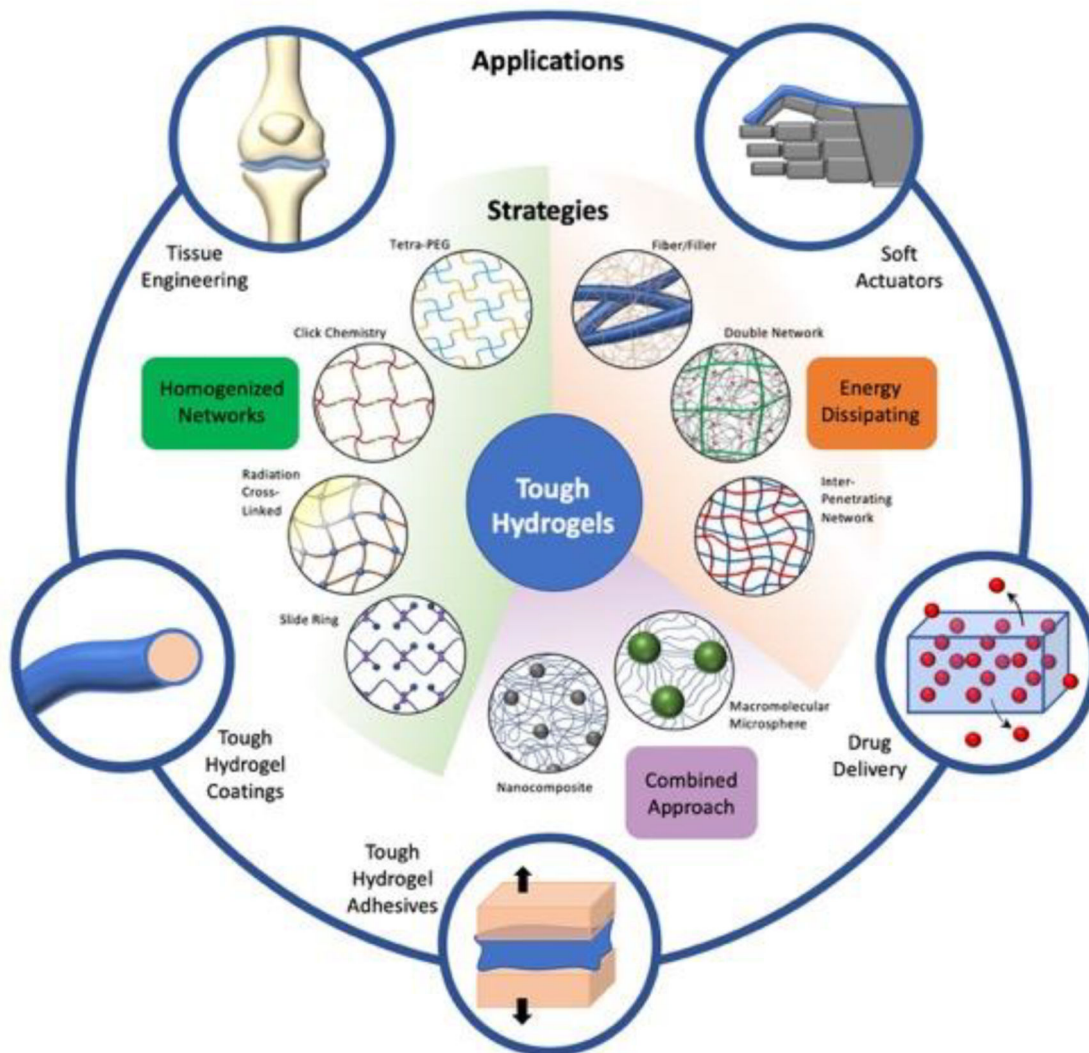 Applications
Strategies
Tissue
Engineering
Soft
Actuators
Tetra-PEG
Fiber/Filler
Click Chemistry
Double Network
Homogenized
Networks
Energy
Dissipating
Radiation
Cross-
Linked
Inter-
Penetrating
Network
Tough
Hydrogels
Slide Ring
Macromolecular
Microsphere
Nanocomposite
Combined
Approach
Tough
Hydrogel
Coatings
Drug
Delivery
Tough
Hydrogel
Adhesives